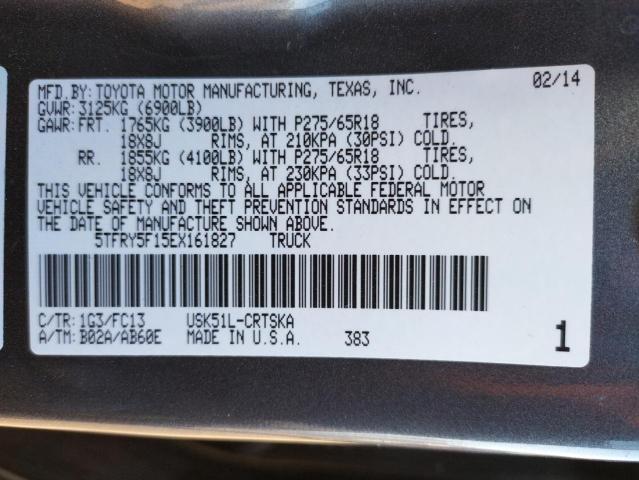 MFD.BY: TOYOTA MOTOR MANUFACTURING, TEXAS, INC. 02/14
GVWR: 3125KG (6900LB)
GAWR: FRT. 1765KG (3900LB) WITH P275/65R18 TIRES,
18X8J RIMS, AT 210KPA (30PSI) COLD.
RR. 1855KG (4100LB) WITH P275/65R18 TIRES,
18X8J RIMS, AT 230KPA (33PSI) COLD.
THIS VEHICLE CONFORMS TO ALL APPLICABLE FEDERAL MOTOR
VEHICLE SAFETY AND THEFT PREVENTION STANDARDS IN EFFECT ON
THE DATE OF MANUFACTURE SHOWN ABOVE.
5TFRY5F15EX161827 TRUCK
C/TR: 1G3/FC13 USK51L-CRTSKA
A/TM: B02A/AB60E MADE IN U.S.A. 383 1